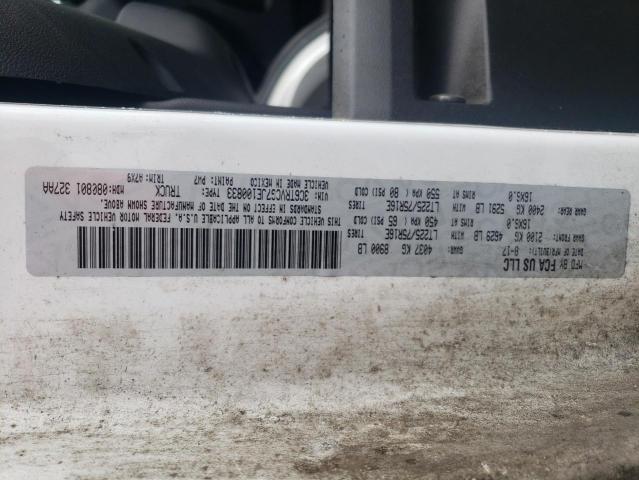 MFD BY FCA US LLC
DATE OF MFR/DU/ULT: 8-17 GVWR: 4037 KG 8900 LB
GAWR FRONT: 2100 KG 4629 LB WITH LT225/75R16E TIRES
16X6.0 RIMS AT 450 KPA ( 65 PSI) COLD
GAWR REAR: 2400 KG 5291 LB WITH LT225/75R16E TIRES
16X6.0 RIMS AT 550 KPA ( 80 PSI) COLD
THIS VEHICLE CONFORMS TO ALL APPLICABLE U.S.A. FEDERAL MOTOR VEHICLE SAFETY
STANDARDS IN EFFECT ON THE DATE OF MANUFACTURE SHOWN ABOVE.
VIN: 3C6TRVCG7JE100833 TYPE: TRUCK MDH: 080801 327AA
VEHICLE MADE IN MEXICO PAINT: PW7 TRIM: A7X9